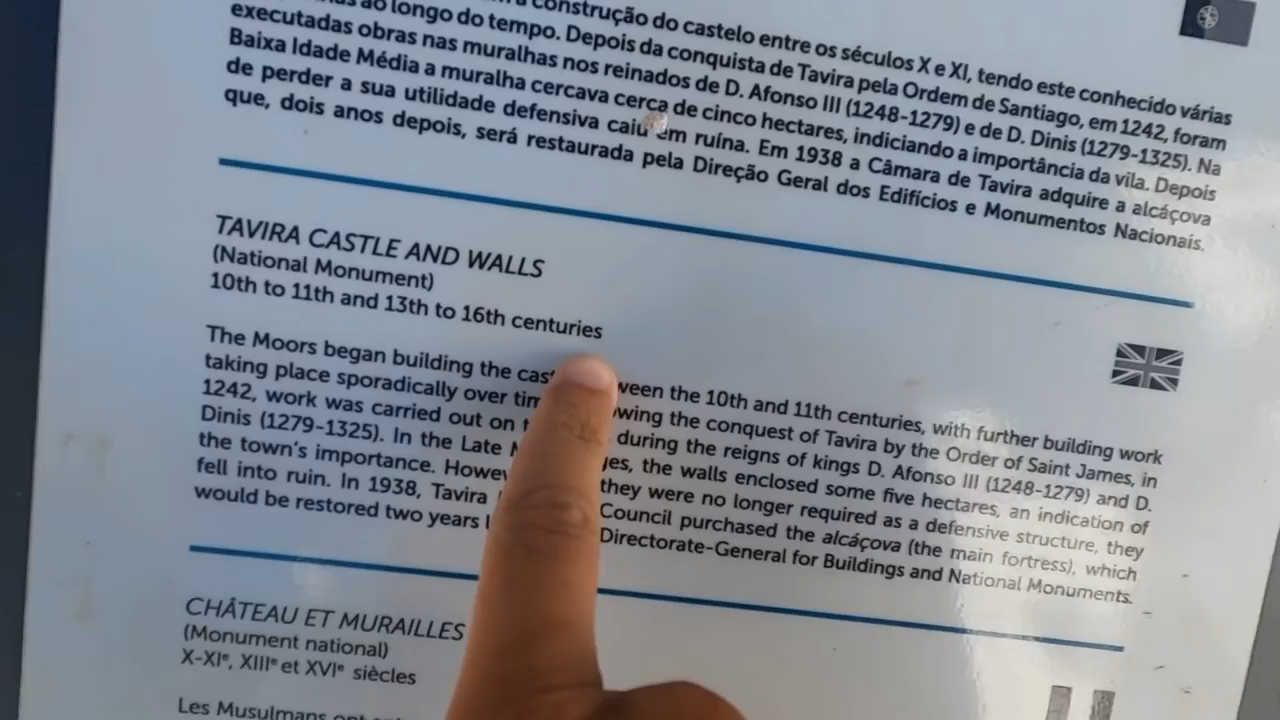 construção do castelo entre os séculos X e XI, tendo este conhecido várias
ao longo do tempo. Depois da conquista de Tavira pela Ordem de Santiago, em 1242, foram
executadas obras nas muralhas nos reinados de D. Afonso III (1248-1279) e de D. Dinis (1279-1325). Na
Baixa Idade Média a muralha cercava cerca de cinco hectares, indiciando a importância da vila. Depois
de perder a sua utilidade defensiva caiu em ruína. Em 1938 a Câmara de Tavira adquire a alcáçova
que, dois anos depois, será restaurada pela Direção Geral dos Edifícios e Monumentos Nacionais.
TAVIRA CASTLE AND WALLS
(National Monument)
10th to 11th and 13th to 16th centuries
The Moors began building the cas ween the 10th and 11th centuries, with further building work
taking place sporadically over tim owing the conquest of Tavira by the Order of Saint James, in
1242, work was carried out on t during the reigns of kings D. Afonso III (1248-1279) and D.
Dinis (1279-1325). In the Late M ges, the walls enclosed some five hectares, an indication of
the town's importance. Howev they were no longer required as a defensive structure, they
fell into ruin. In 1938, Tavira Council purchased the alcáçova (the main fortress), which
would be restored two years l Directorate-General for Buildings and National Monuments.
CHÂTEAU ET MURAILLES
(Monument national)
X-XIe, XIIIe et XVIe siècles
Les Musulmans ont